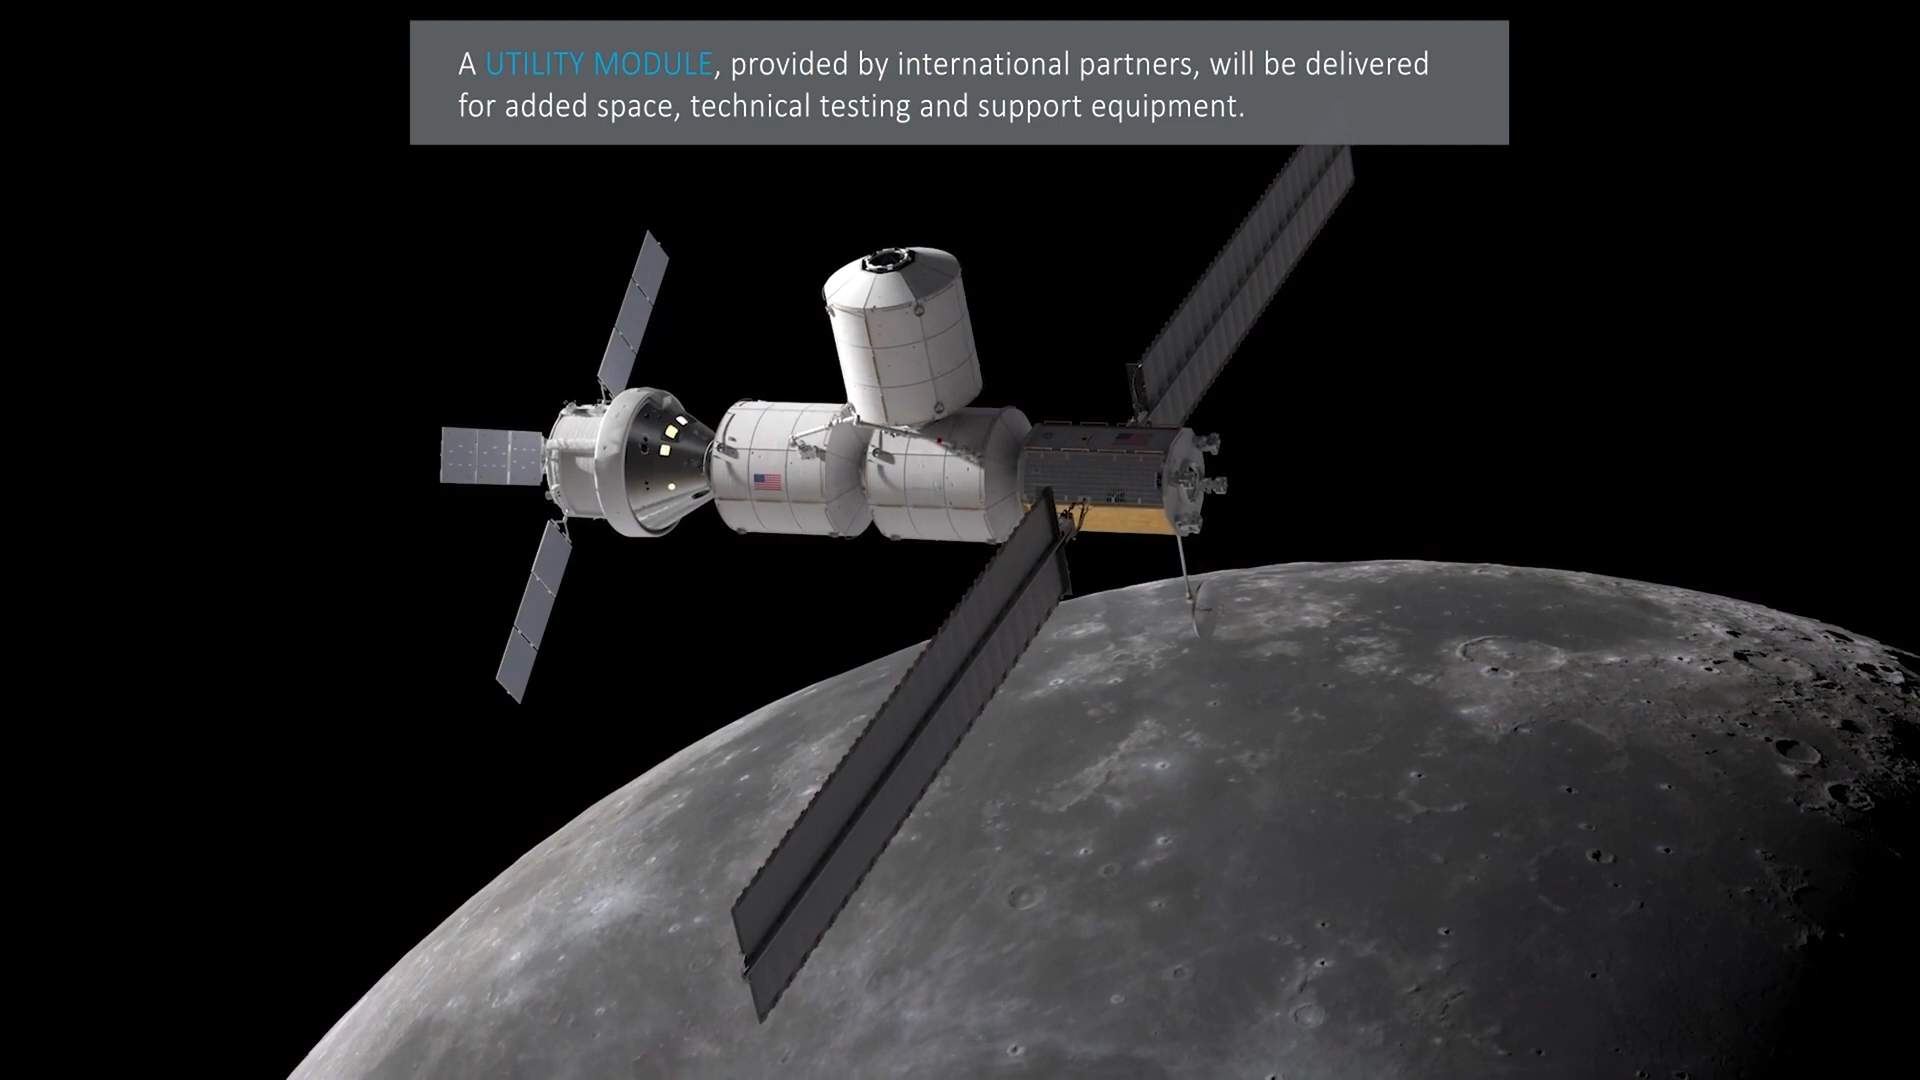 A UTILITY MODULE, provided by international partners, will be delivered
for added space, technical testing and support equipment.